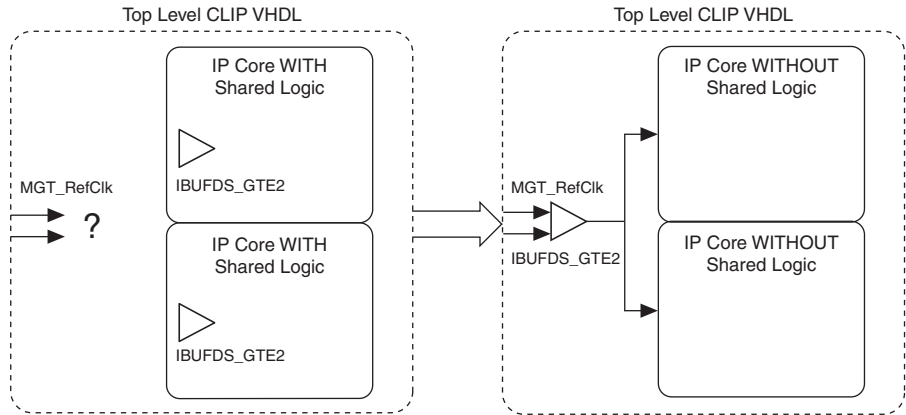 Top Level CLIP VHDL
IP Core WITH
Shared Logic
IBUFDS_GTE2
MGT_RefClk
?
IP Core WITH
Shared Logic
IBUFDS_GTE2
Top Level CLIP VHDL
IP Core WITHOUT
Shared Logic
MGT_RefClk
IBUFDS_GTE2
IP Core WITHOUT
Shared Logic